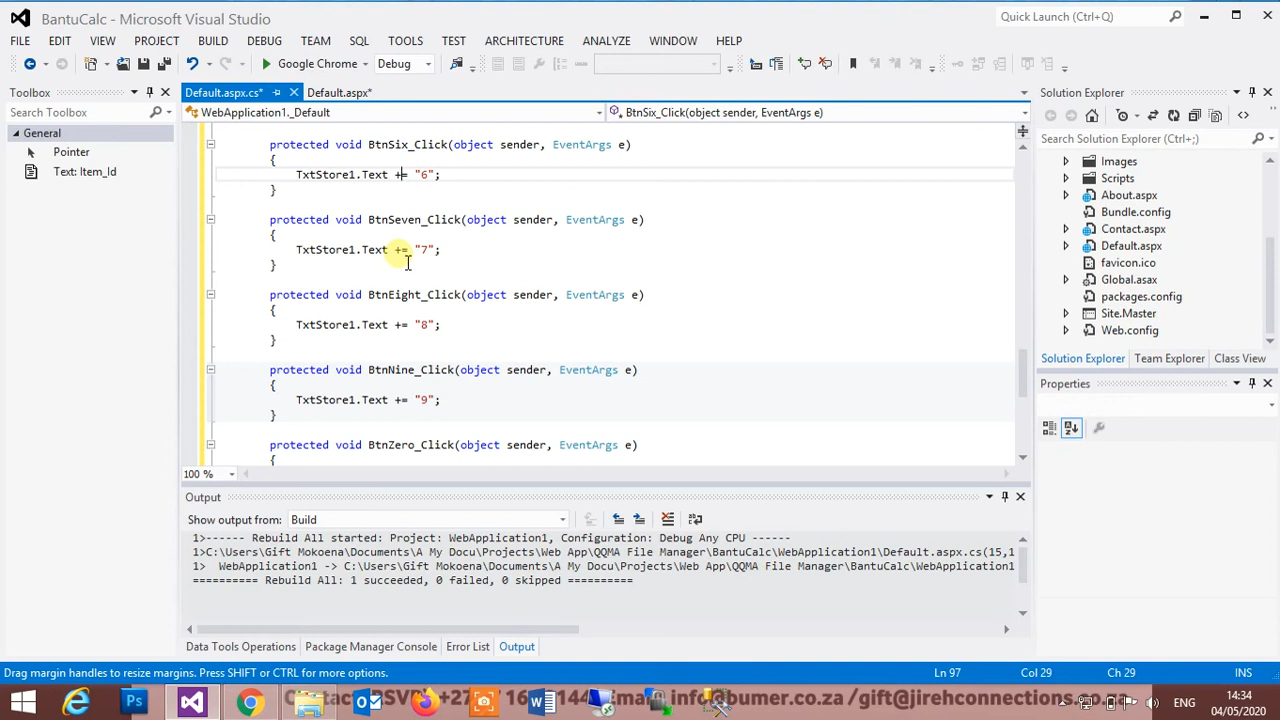 BantuCalc - Microsoft Visual Studio
Quick Launch (Ctrl+Q)
FILE EDIT VIEW PROJECT BUILD DEBUG TEAM SQL TOOLS TEST ARCHITECTURE ANALYZE WINDOW HELP
Google Chrome Debug
Toolbox
Default.aspx.cs* Default.aspx*
Solution Explorer
Search Toolbox
WebApplication1._Default
BtnSix_Click(object sender, EventArgs e)
General
Pointer
Text: Item_Id
protected void BtnSix_Click(object sender, EventArgs e)
{
TxtStore1.Text += "6";
}
protected void BtnSeven_Click(object sender, EventArgs e)
{
TxtStore1.Text += "7";
}
protected void BtnEight_Click(object sender, EventArgs e)
{
TxtStore1.Text += "8";
}
protected void BtnNine_Click(object sender, EventArgs e)
{
TxtStore1.Text += "9";
}
protected void BtnZero_Click(object sender, EventArgs e)
{
100 %
Search Solution Explorer (Ctrl+;)
Images
Scripts
About.aspx
Bundle.config
Contact.aspx
Default.aspx
favicon.ico
Global.asax
packages.config
Site.Master
Web.config
Solution Explorer Team Explorer Class View
Properties
Output
Show output from: Build
1>------ Rebuild All started: Project: WebApplication1, Configuration: Debug Any CPU ------
1>C:\Users\Gift Mokoena\Documents\A My Docu\Projects\Web App\QQMA File Manager\BantuCalc\WebApplication1\Default.aspx.cs(15,1
1> WebApplication1 -> C:\Users\Gift Mokoena\Documents\A My Docu\Projects\Web App\QQMA File Manager\BantuCalc\WebApplication1
========== Rebuild All: 1 succeeded, 0 failed, 0 skipped ==========
Data Tools Operations Package Manager Console Error List Output
Drag margin handles to resize margins. Press SHIFT or CTRL for more options.
Ln 97 Col 29 Ch 29 INS
info@bumer.co.za /gift@jirehconnections.co
ENG
14:34
04/05/2020